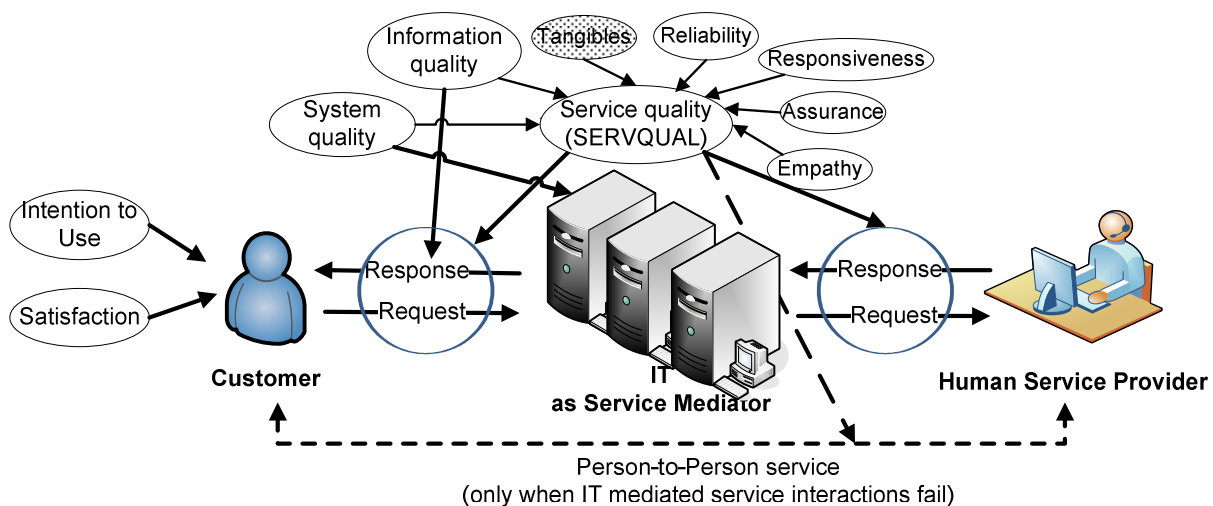 Information
quality
Tangibles
Reliability
Responsiveness
System
quality
Service quality
(SERVQUAL)
Assurance
Empathy
Intention to
Use
Satisfaction
Response
Request
Response
Request
Customer
IT
as Service Mediator
Human Service Provider
Person-to-Person service
(only when IT mediated service interactions fail)